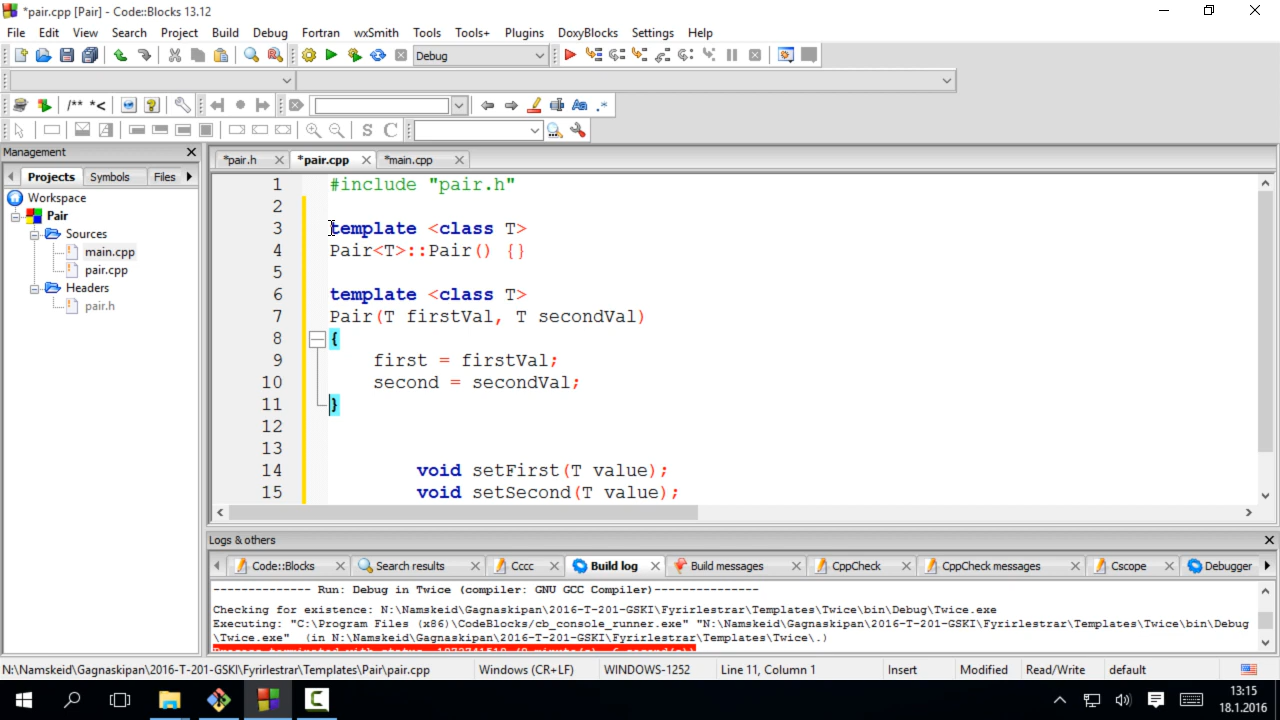 *pair.cpp [Pair] - Code::Blocks 13.12
File Edit View Search Project Build Debug Fortran wxSmith Tools Tools+ Plugins DoxyBlocks Settings Help
Debug
/** *<
S C
Management
*pair.h *pair.cpp *main.cpp
Projects Symbols Files
Workspace
Pair
Sources
main.cpp
pair.cpp
Headers
pair.h
1 #include "pair.h"
2
3 template <class T>
4 Pair<T>::Pair() {}
5
6 template <class T>
7 Pair(T firstVal, T secondVal)
8 {
9 first = firstVal;
10 second = secondVal;
11 }
12
13
14 void setFirst(T value);
15 void setSecond(T value);
Logs & others
Code::Blocks Search results Cccc Build log Build messages CppCheck CppCheck messages Cscope Debugger
-------------- Run: Debug in Twice (compiler: GNU GCC Compiler)---------------
Checking for existence: N:\Namskeid\Gagnaskipan\2016-T-201-GSKI\Fyrirlestrar\Templates\Twice\bin\Debug\Twice.exe
Executing: "C:\Program Files (x86)\CodeBlocks/cb_console_runner.exe" "N:\Namskeid\Gagnaskipan\2016-T-201-GSKI\Fyrirlestrar\Templates\Twice\bin\Debug
\Twice.exe" (in N:\Namskeid\Gagnaskipan\2016-T-201-GSKI\Fyrirlestrar\Templates\Twice\.)
N:\Namskeid\Gagnaskipan\2016-T-201-GSKI\Fyrirlestrar\Templates\Pair\pair.cpp Windows (CR+LF) WINDOWS-1252 Line 11, Column 1 Insert Modified Read/Write default
13:15
18.1.2016